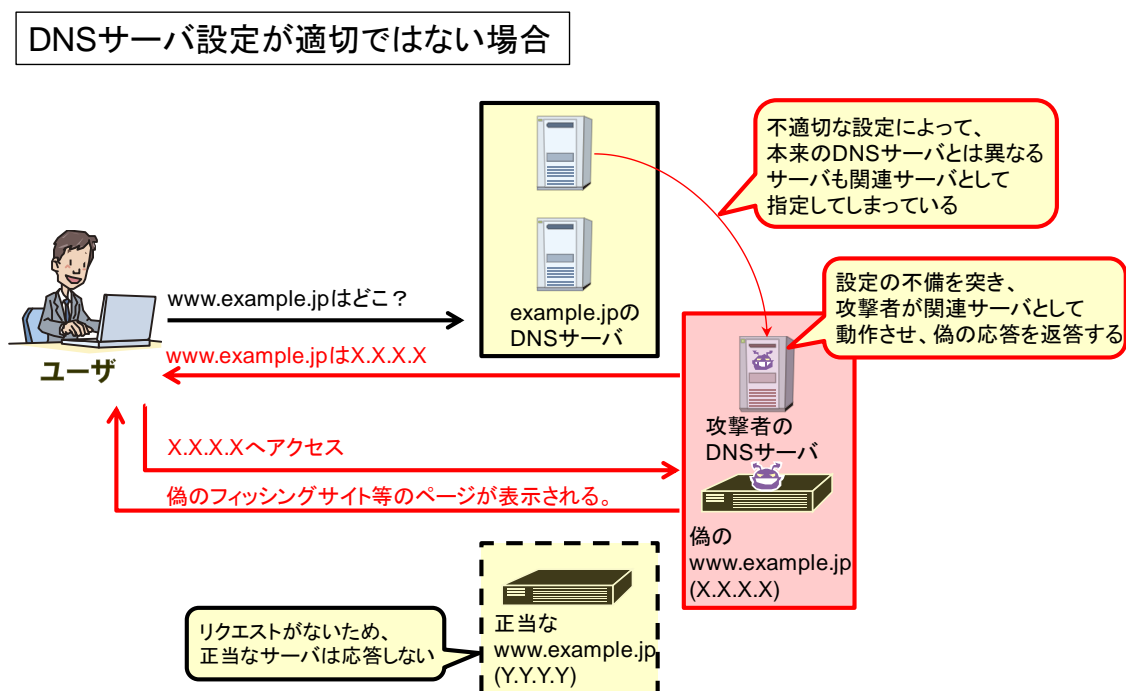 DNSサーバ設定が適切ではない場合
不適切な設定によって、
本来のDNSサーバとは異なる
サーバも関連サーバとして
指定してしまっている
設定の不備を突き、
攻撃者が関連サーバとして
動作させ、偽の応答を返答する
www.example.jpはどこ？
example.jpの
DNSサーバ
www.example.jpはX.X.X.X
ユーザ
攻撃者の
DNSサーバ
X.X.X.Xへアクセス
偽のフィッシングサイト等のページが表示される。
偽の
www.example.jp
(X.X.X.X)
リクエストがないため、
正当なサーバは応答しない
正当な
www.example.jp
(Y.Y.Y.Y)